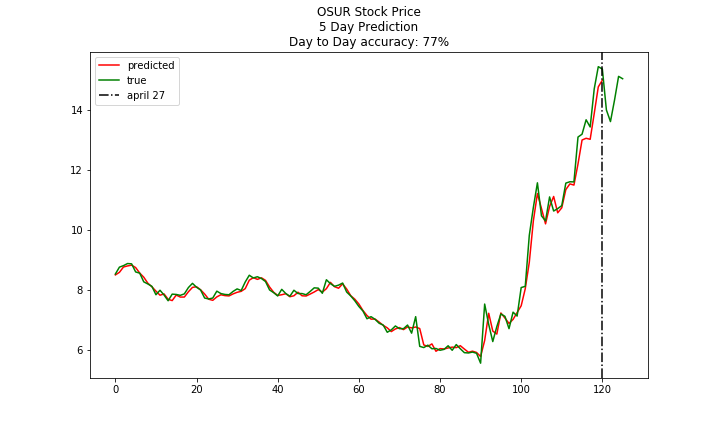 OSUR Stock Price
5 Day Prediction
Day to Day accuracy: 77%
predicted
true
april 27
14
12
10
8
6
0 20 40 60 80 100 120